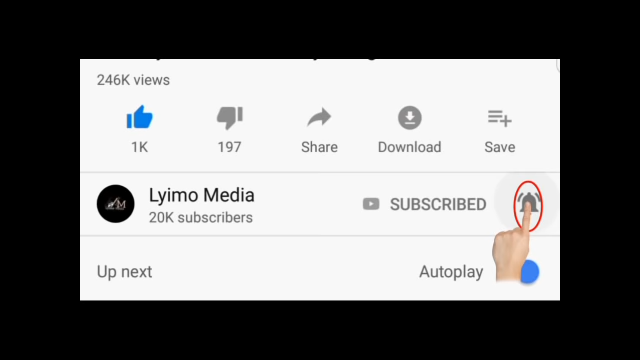 246K views
1K 197 Share Download Save
Lyimo Media
SUBSCRIBED
20K subscribers
Up next Autoplay